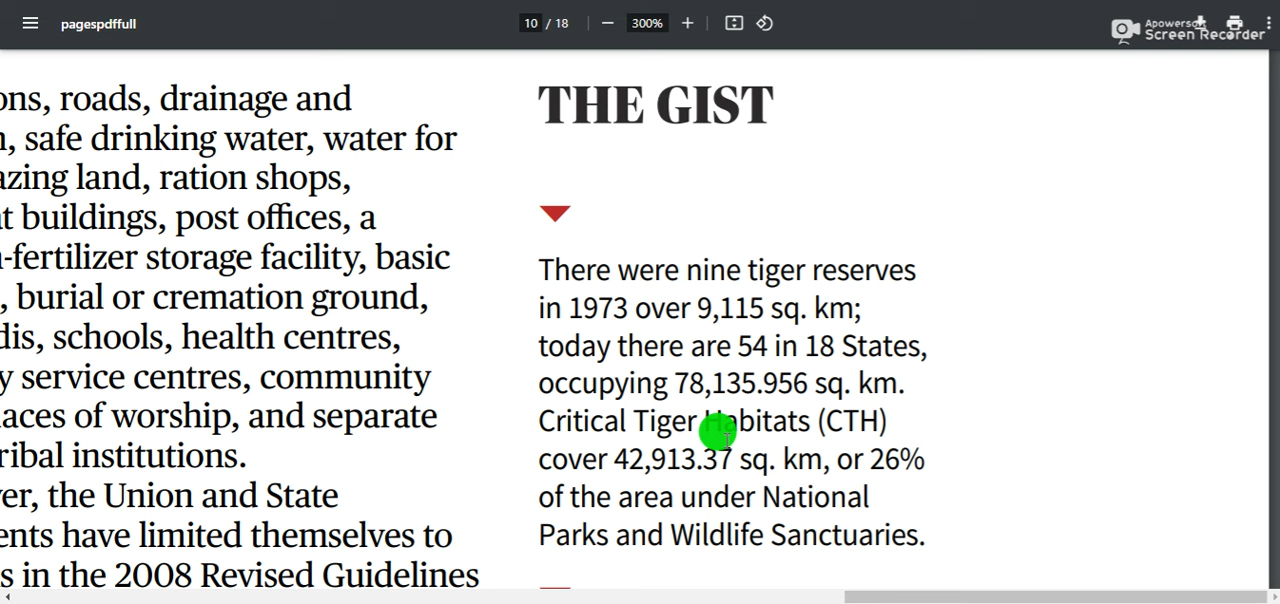 pagespdffull
10 / 18
300%
Apowersoft
Screen Recorder
ons, roads, drainage and
, safe drinking water, water for
azing land, ration shops,
t buildings, post offices, a
-fertilizer storage facility, basic
, burial or cremation ground,
dis, schools, health centres,
y service centres, community
laces of worship, and separate
ribal institutions.
er, the Union and State
ents have limited themselves to
s in the 2008 Revised Guidelines
THE GIST
There were nine tiger reserves
in 1973 over 9,115 sq. km;
today there are 54 in 18 States,
occupying 78,135.956 sq. km.
Critical Tiger Habitats (CTH)
cover 42,913.37 sq. km, or 26%
of the area under National
Parks and Wildlife Sanctuaries.